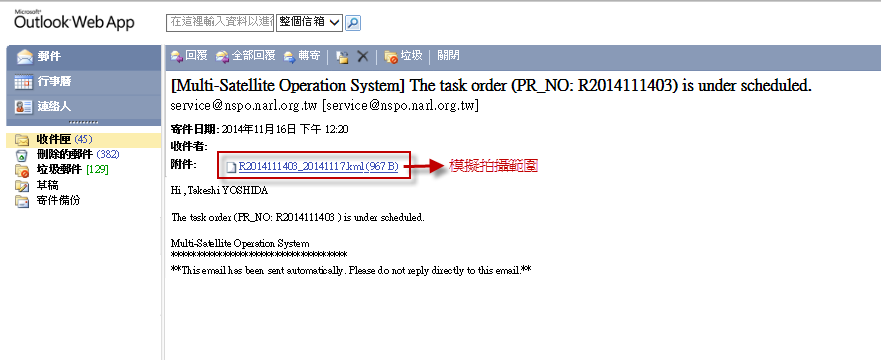 Microsoft®
Outlook Web App
在這裡輸入資料以進
整個信箱
郵件
行事曆
連絡人
收件匣 (45)
刪除的郵件 (382)
垃圾郵件 [129]
草稿
寄件備份
回覆 全部回覆 轉寄 垃圾 關閉
[Multi-Satellite Operation System] The task order (PR_NO: R2014111403) is under scheduled.
service@nspo.narl.org.tw [service@nspo.narl.org.tw]
寄件日期: 2014年11月16日 下午 12:20
收件者:
附件: R2014111403_20141117.kml (967 B) 模擬拍攝範圍
Hi , Takeshi YOSHIDA
The task order (PR_NO: R2014111403 ) is under scheduled.
Multi-Satellite Operation System
**********************************
**This email has been sent automatically. Please do not reply directly to this email.**